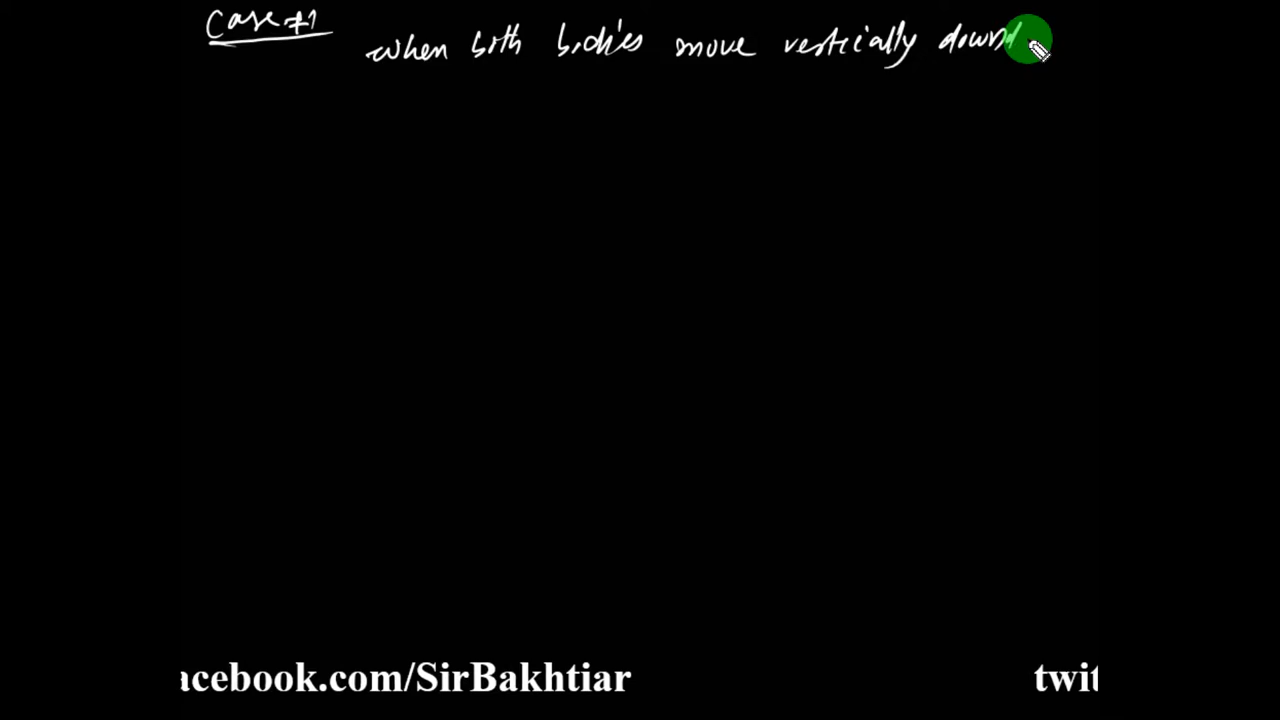 Case #1
when both bodies move vertically down
acebook.com/SirBakhtiar
twit